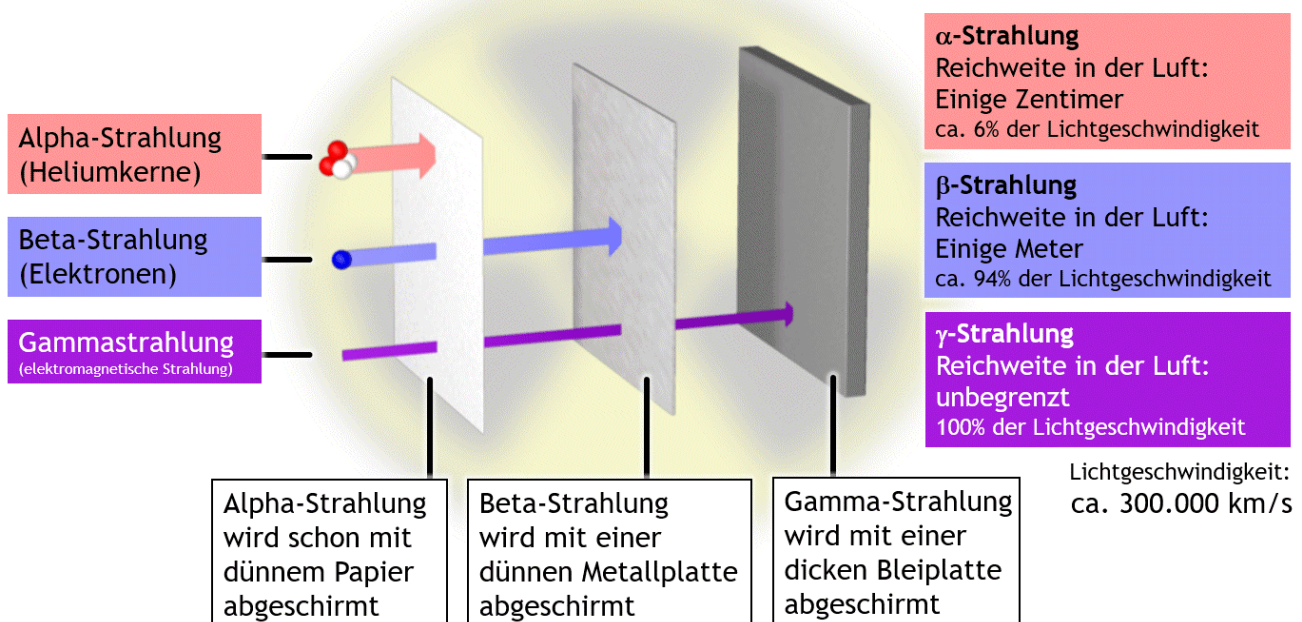 Alpha-Strahlung
(Heliumkerne)
Beta-Strahlung
(Elektronen)
Gammastrahlung
(elektromagnetische Strahlung)
α-Strahlung
Reichweite in der Luft:
Einige Zentimer
ca. 6% der Lichtgeschwindigkeit
β-Strahlung
Reichweite in der Luft:
Einige Meter
ca. 94% der Lichtgeschwindigkeit
γ-Strahlung
Reichweite in der Luft:
unbegrenzt
100% der Lichtgeschwindigkeit
Lichtgeschwindigkeit:
ca. 300.000 km/s
Alpha-Strahlung
wird schon mit
dünnem Papier
abgeschirmt
Beta-Strahlung
wird mit einer
dünnen Metallplatte
abgeschirmt
Gamma-Strahlung
wird mit einer
dicken Bleiplatte
abgeschirmt